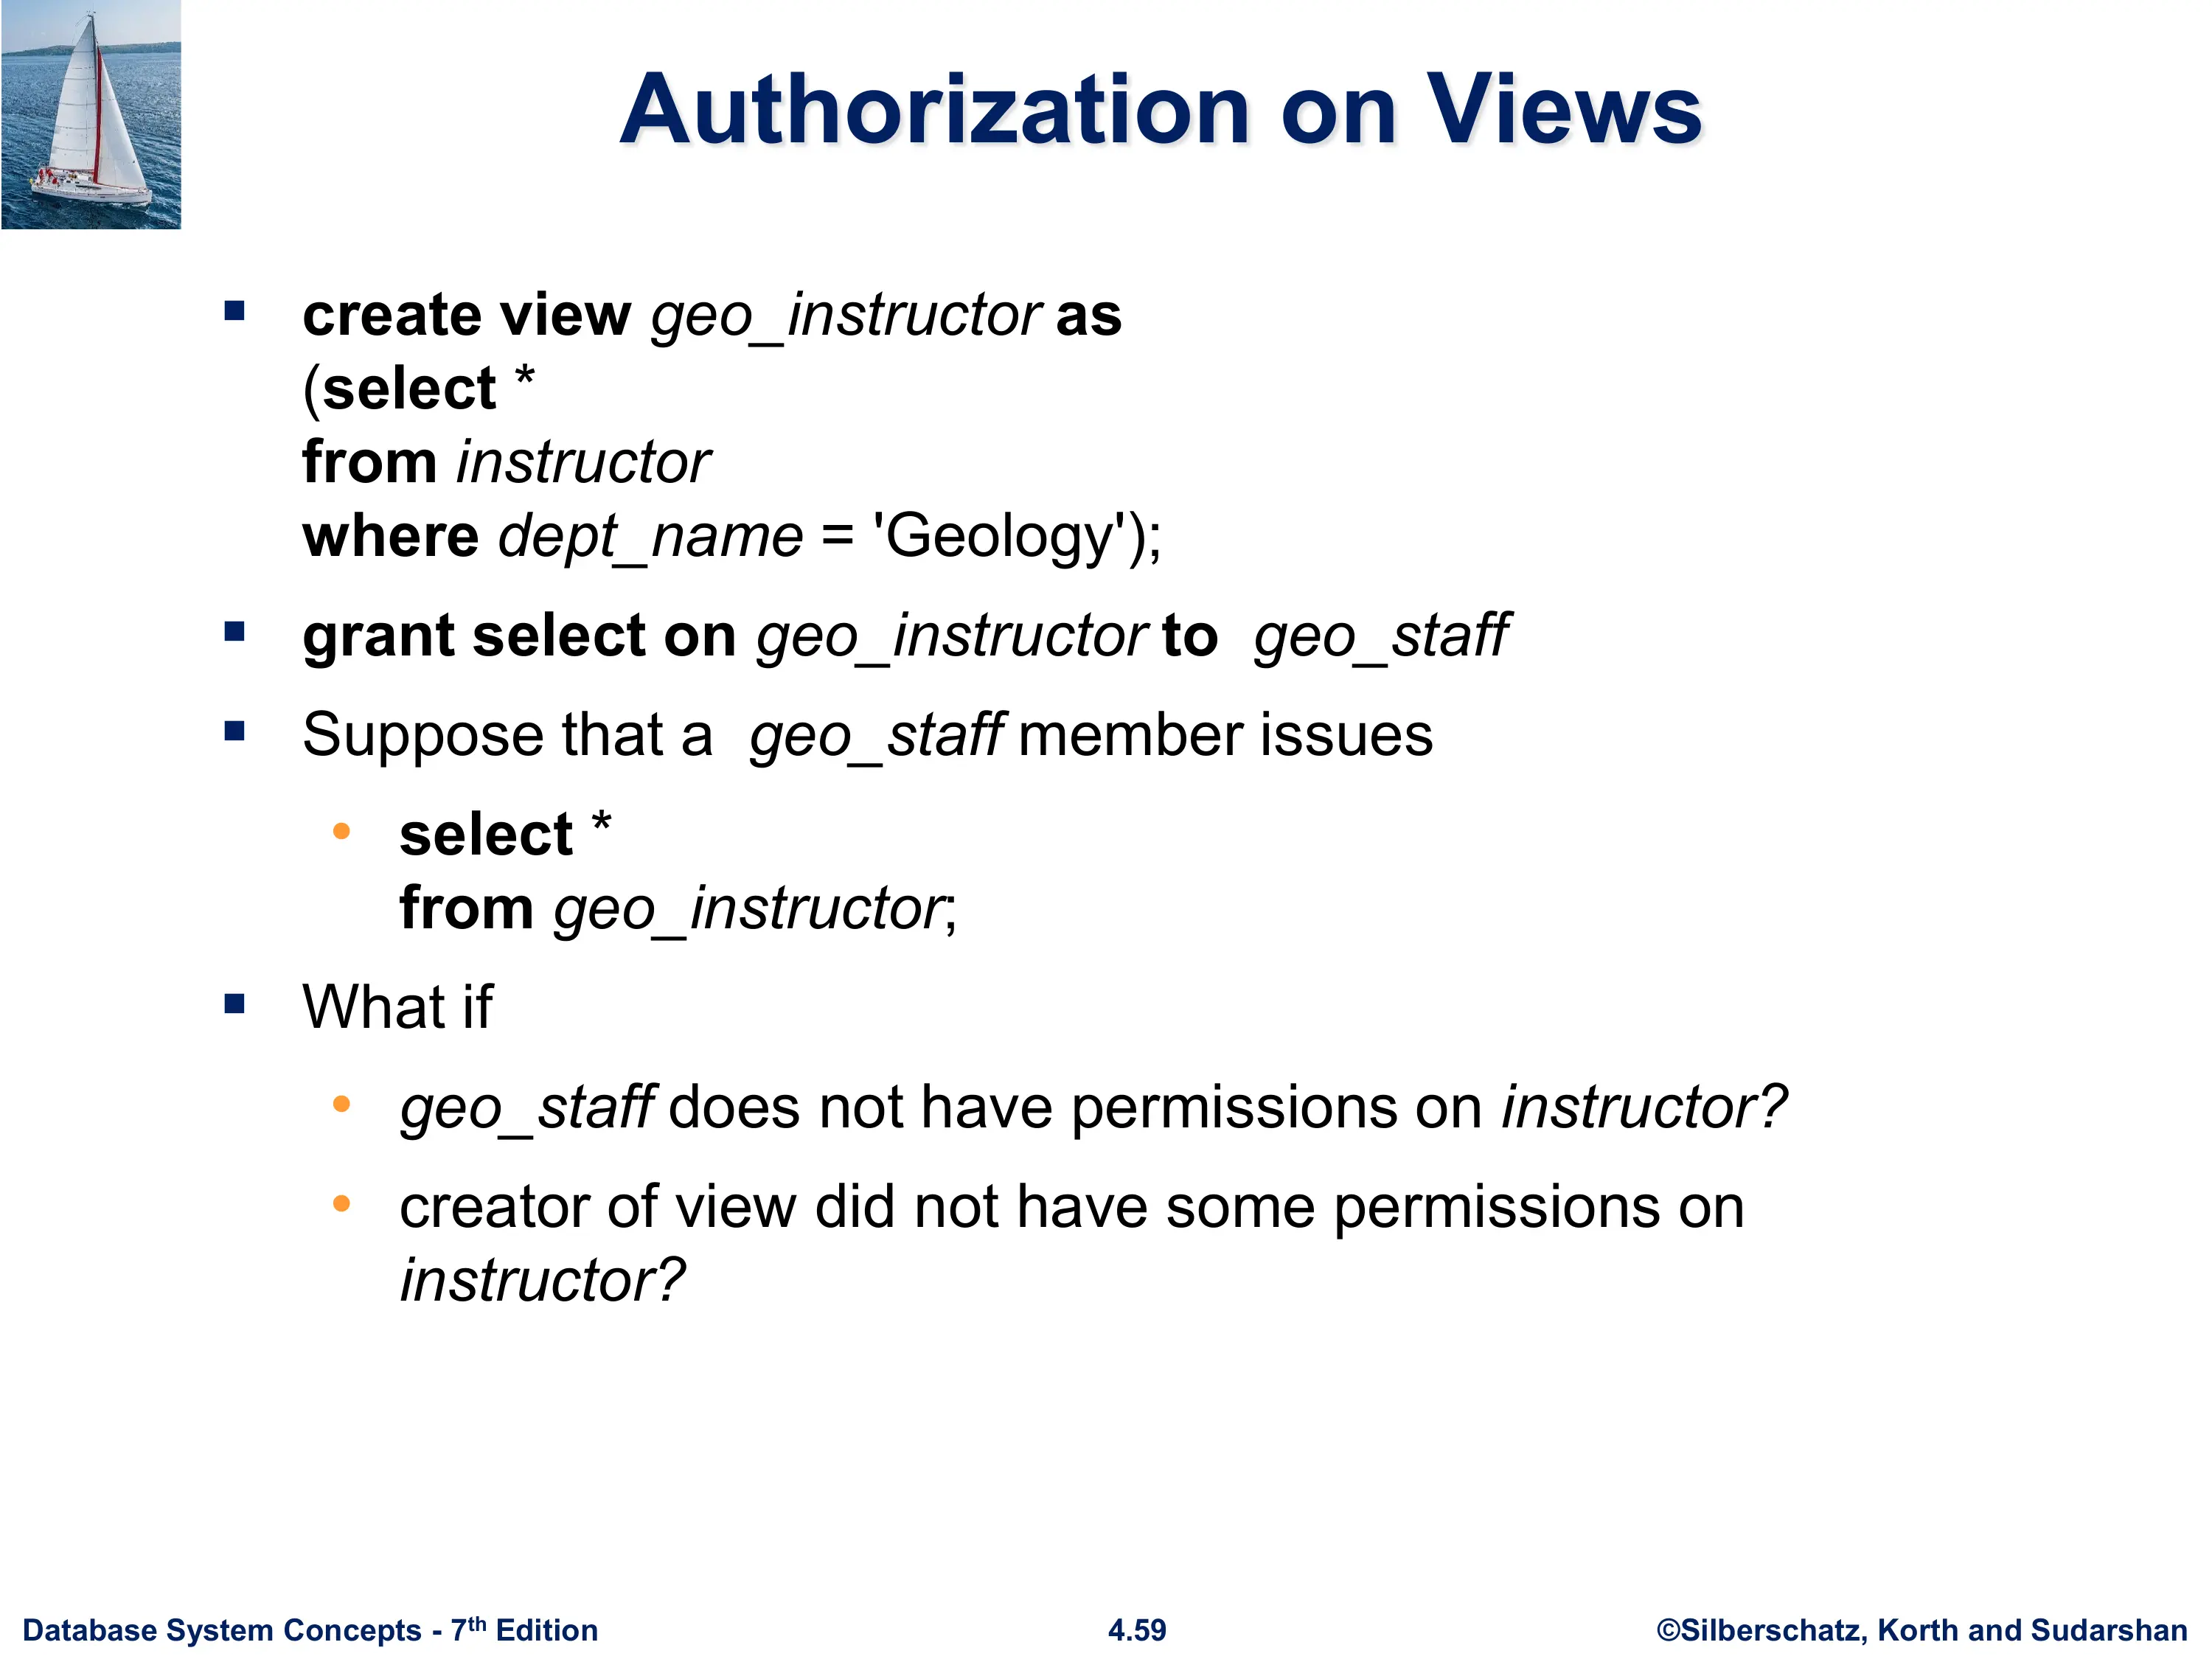 Authorization on Views
▪ create view geo_instructor as
(select *
from instructor
where dept_name = 'Geology');
▪ grant select on geo_instructor to geo_staff
▪ Suppose that a geo_staff member issues
• select *
from geo_instructor;
▪ What if
• geo_staff does not have permissions on instructor?
• creator of view did not have some permissions on
instructor?
Database System Concepts - 7th Edition 4.59 ©Silberschatz, Korth and Sudarshan